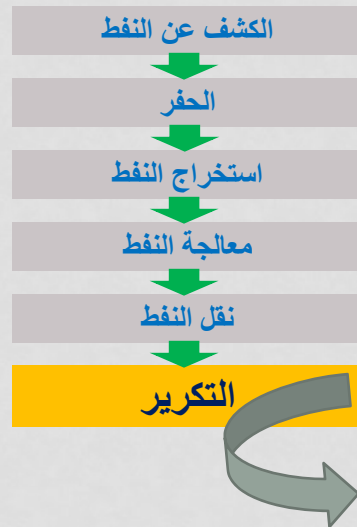 الكشف عن النفط
الحفر
استخراج النفط
معالجة النفط
نقل النفط
التكرير